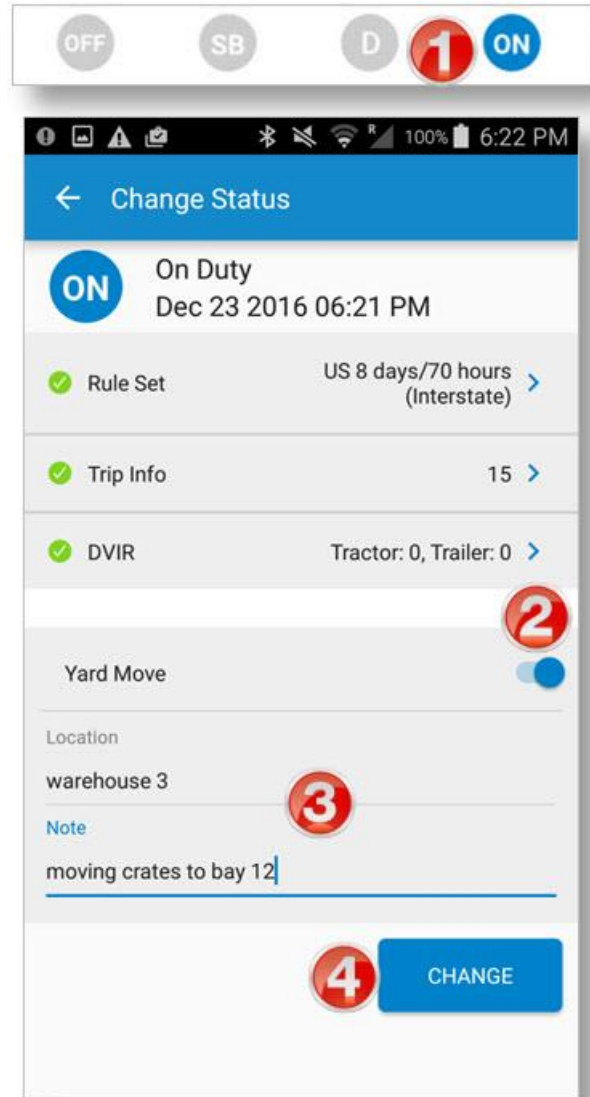 OFF SB D 1 ON
R 100% 6:22 PM
Change Status
ON On Duty
Dec 23 2016 06:21 PM
Rule Set US 8 days/70 hours
(Interstate)
Trip Info 15
DVIR Tractor: 0, Trailer: 0
2
Yard Move
Location
warehouse 3
3
Note
moving crates to bay 12
4 CHANGE